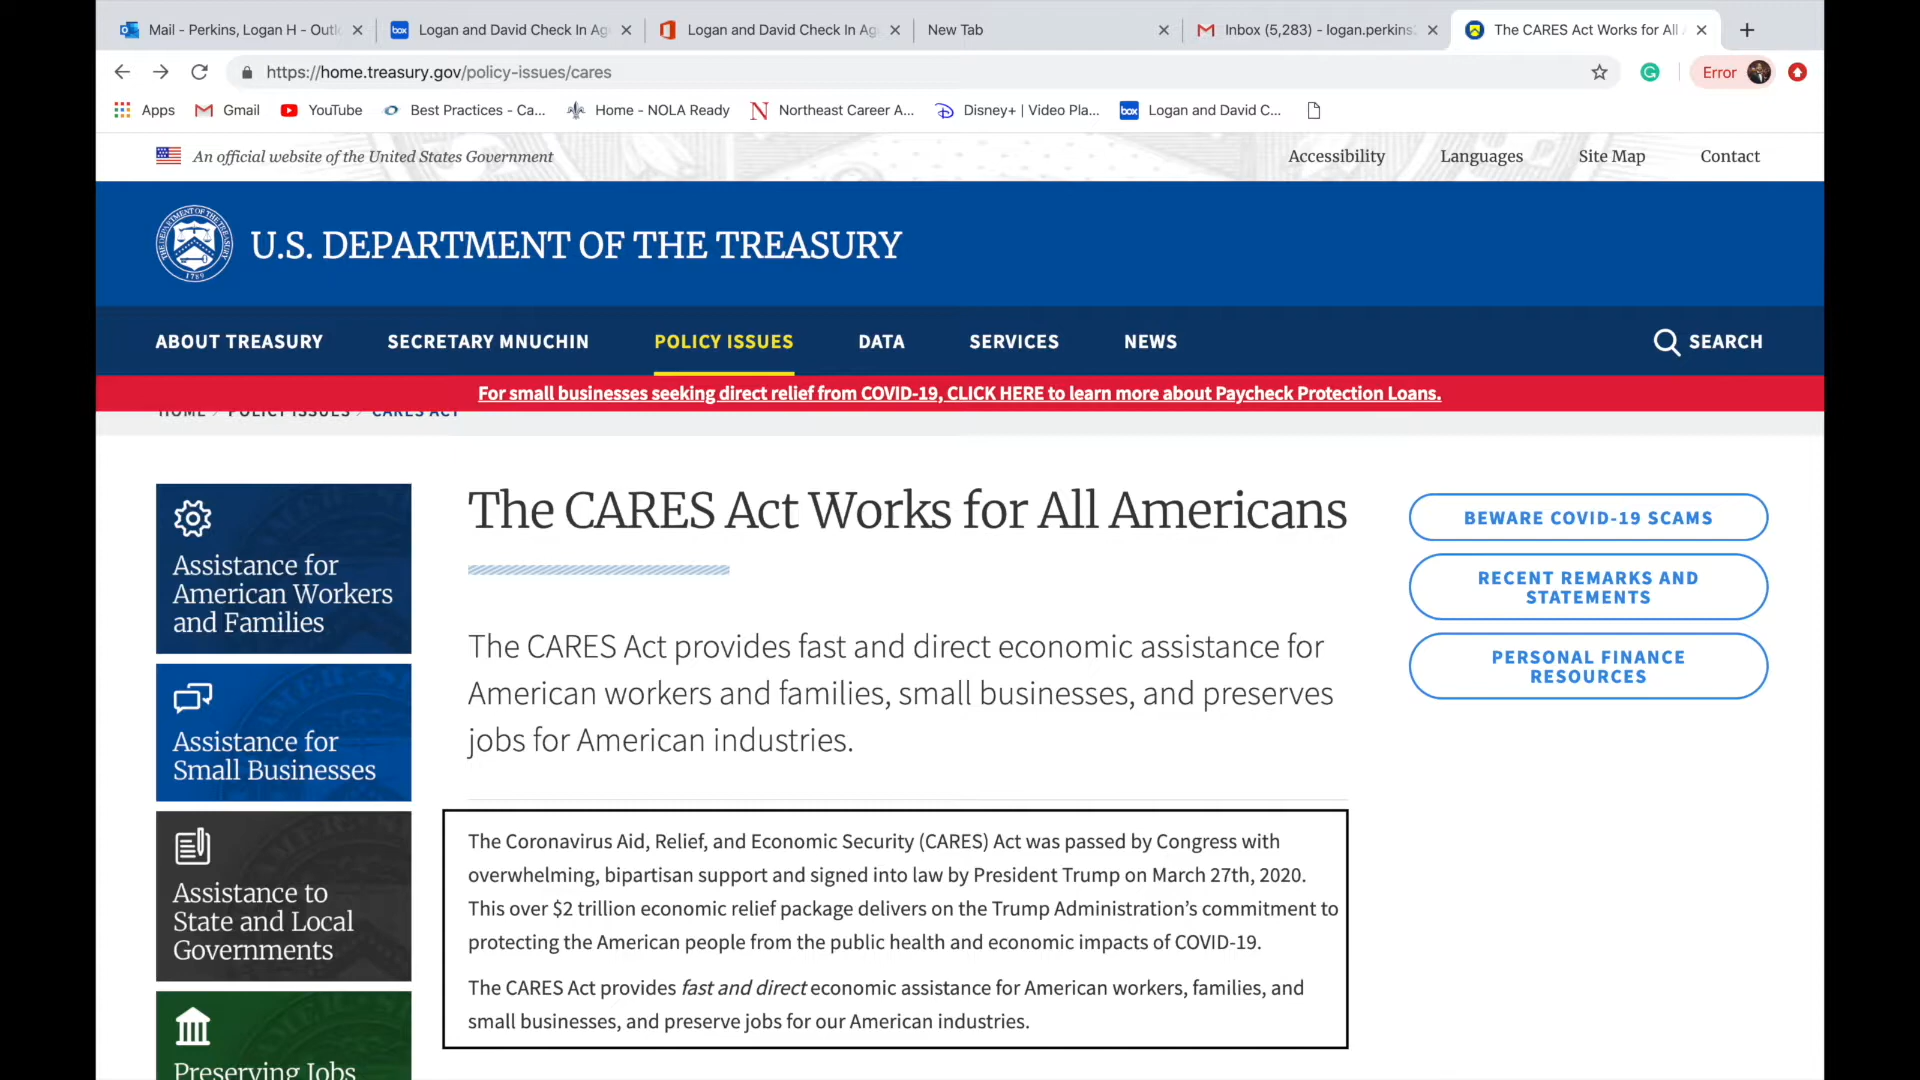 Mail - Perkins, Logan H - Outl
Logan and David Check In Ag
Logan and David Check In Ag
New Tab
Inbox (5,283) - logan.perkins
The CARES Act Works for All
https://home.treasury.gov/policy-issues/cares
Error
Apps
Gmail
YouTube
Best Practices - Ca...
Home - NOLA Ready
Northeast Career A...
Disney+ | Video Pla...
box
Logan and David C...
An official website of the United States Government
Accessibility
Languages
Site Map
Contact
U.S. DEPARTMENT OF THE TREASURY
ABOUT TREASURY
SECRETARY MNUCHIN
POLICY ISSUES
DATA
SERVICES
NEWS
SEARCH
For small businesses seeking direct relief from COVID-19, CLICK HERE to learn more about Paycheck Protection Loans.
HOME / POLICY ISSUES / CARES ACT
Assistance for
American Workers
and Families
Assistance for
Small Businesses
Assistance to
State and Local
Governments
Preserving Jobs
The CARES Act Works for All Americans
The CARES Act provides fast and direct economic assistance for
American workers and families, small businesses, and preserves
jobs for American industries.
The Coronavirus Aid, Relief, and Economic Security (CARES) Act was passed by Congress with
overwhelming, bipartisan support and signed into law by President Trump on March 27th, 2020.
This over $2 trillion economic relief package delivers on the Trump Administration's commitment to
protecting the American people from the public health and economic impacts of COVID-19.
The CARES Act provides fast and direct economic assistance for American workers, families, and
small businesses, and preserve jobs for our American industries.
BEWARE COVID-19 SCAMS
RECENT REMARKS AND
STATEMENTS
PERSONAL FINANCE
RESOURCES